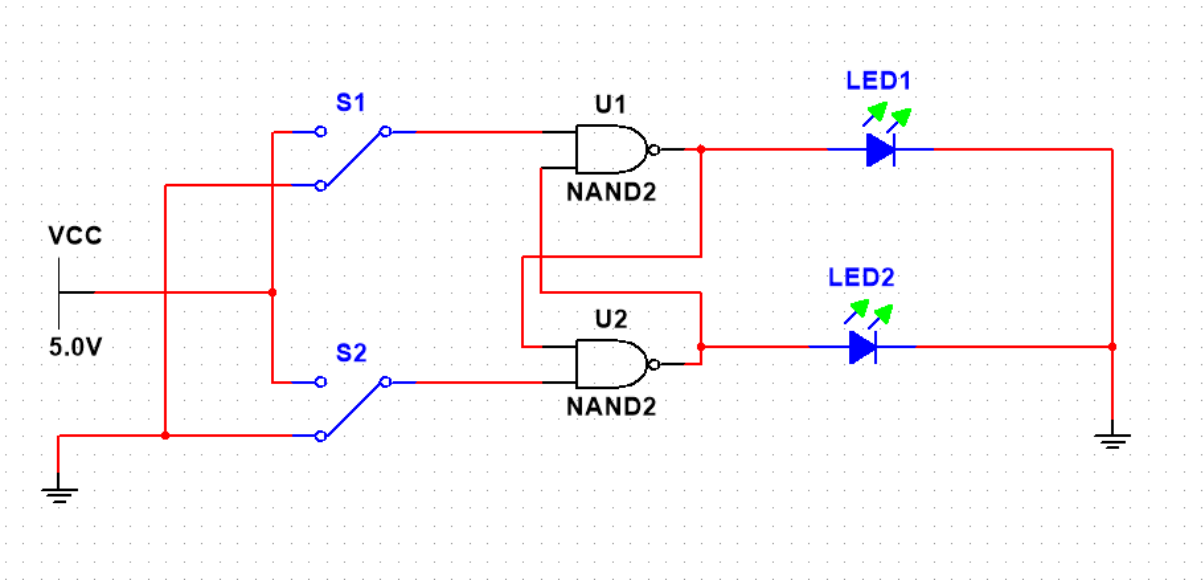 LED1
S1
U1
NAND2
VCC
5.0V
LED2
U2
S2
NAND2